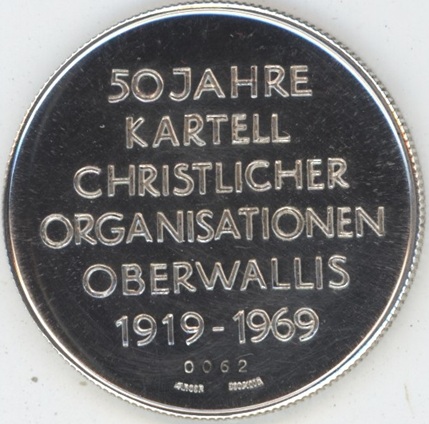 50 JAHRE
KARTELL
CHRISTLICHER
ORGANISATIONEN
OBERWALLIS
1919 - 1969
0062